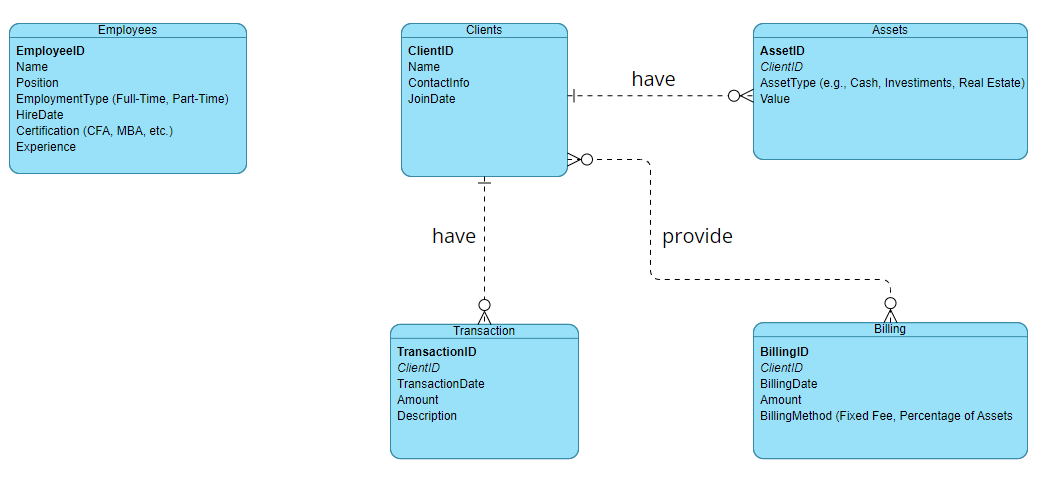 Employees
EmployeeID
Name
Position
EmploymentType (Full-Time, Part-Time)
HireDate
Certification (CFA, MBA, etc.)
Experience
Clients
ClientID
Name
ContactInfo
JoinDate
have
Assets
AssetID
ClientID
AssetType (e.g., Cash, Investiments, Real Estate)
Value
have
provide
Transaction
TransactionID
ClientID
TransactionDate
Amount
Description
Billing
BillingID
ClientID
BillingDate
Amount
BillingMethod (Fixed Fee, Percentage of Assets